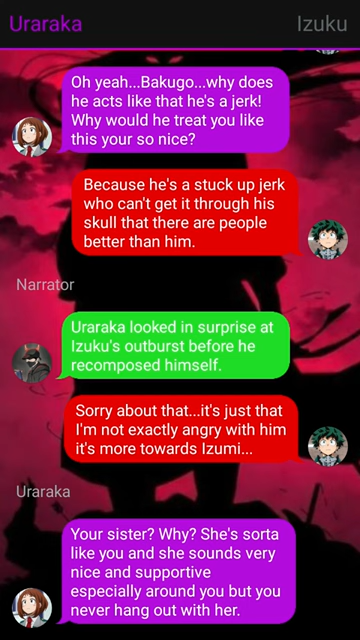 Uraraka
Izuku
Oh yeah...Bakugo...why does
he acts like that he's a jerk!
Why would he treat you like
this your so nice?
Because he's a stuck up jerk
who can't get it through his
skull that there are people
better than him.
Narrator
Uraraka looked in surprise at
Izuku's outburst before he
recomposed himself.
Sorry about that...it's just that
I'm not exactly angry with him
it's more towards Izumi...
Uraraka
Your sister? Why? She's sorta
like you and she sounds very
nice and supportive
especially around you but you
never hang out with her.